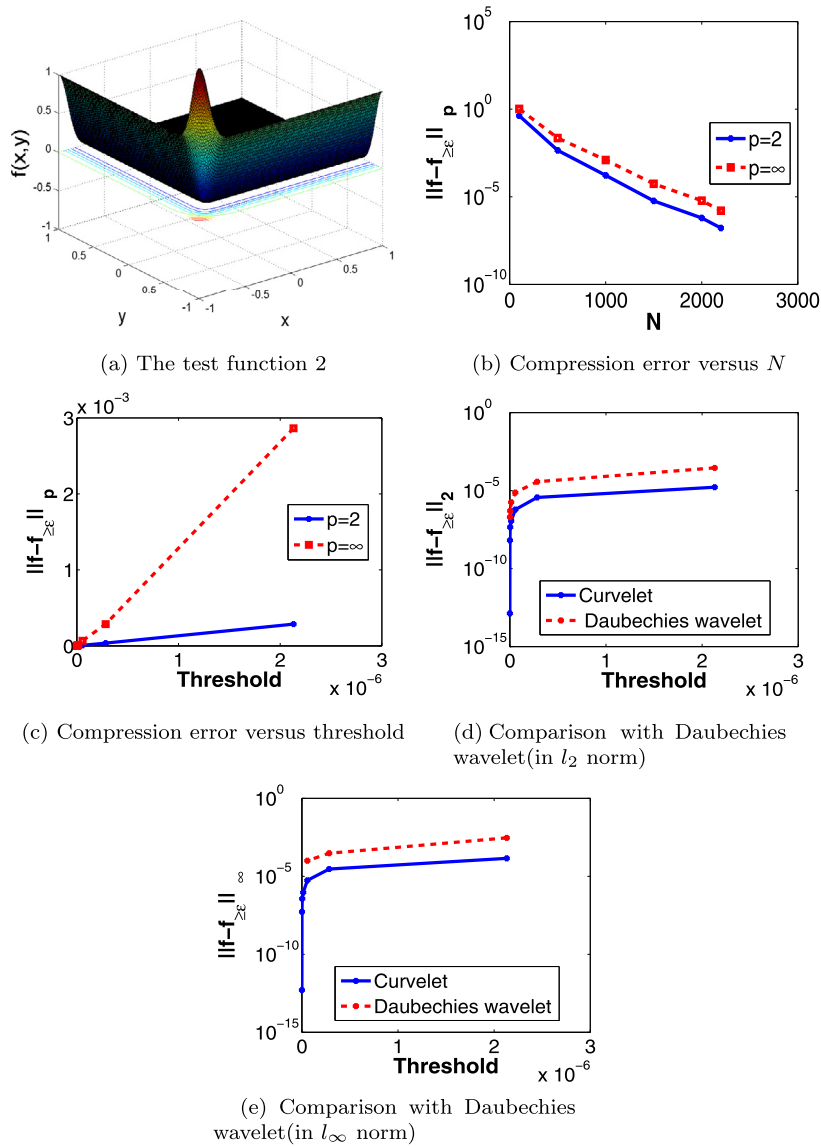 1
0.5
0
-0.5
-1
f(x,y)
1
0.5
0
0.5
-1
y
-1
-0.5
0
0.5
1
x
(a) The test function 2
10^5
10^0
10^−5
10^−10
||f−f≥ε||p
p=2
p=∞
0 1000 2000 3000
N
(b) Compression error versus N
x 10^−3
3
2
1
0
||f−f≥ε||p
p=2
p=∞
0 1 2 3
Threshold
x 10^−6
(c) Compression error versus threshold
10^0
10^−5
10^−10
10^−15
||f−f≥ε||2
Curvelet
Daubechies wavelet
0 1 2 3
Threshold
x 10^−6
(d) Comparison with Daubechies
wavelet(in l2 norm)
10^0
10^−5
10^−10
10^−15
||f−f≥ε||∞
Curvelet
Daubechies wavelet
0 1 2 3
Threshold
x 10^−6
(e) Comparison with Daubechies
wavelet(in l∞ norm)